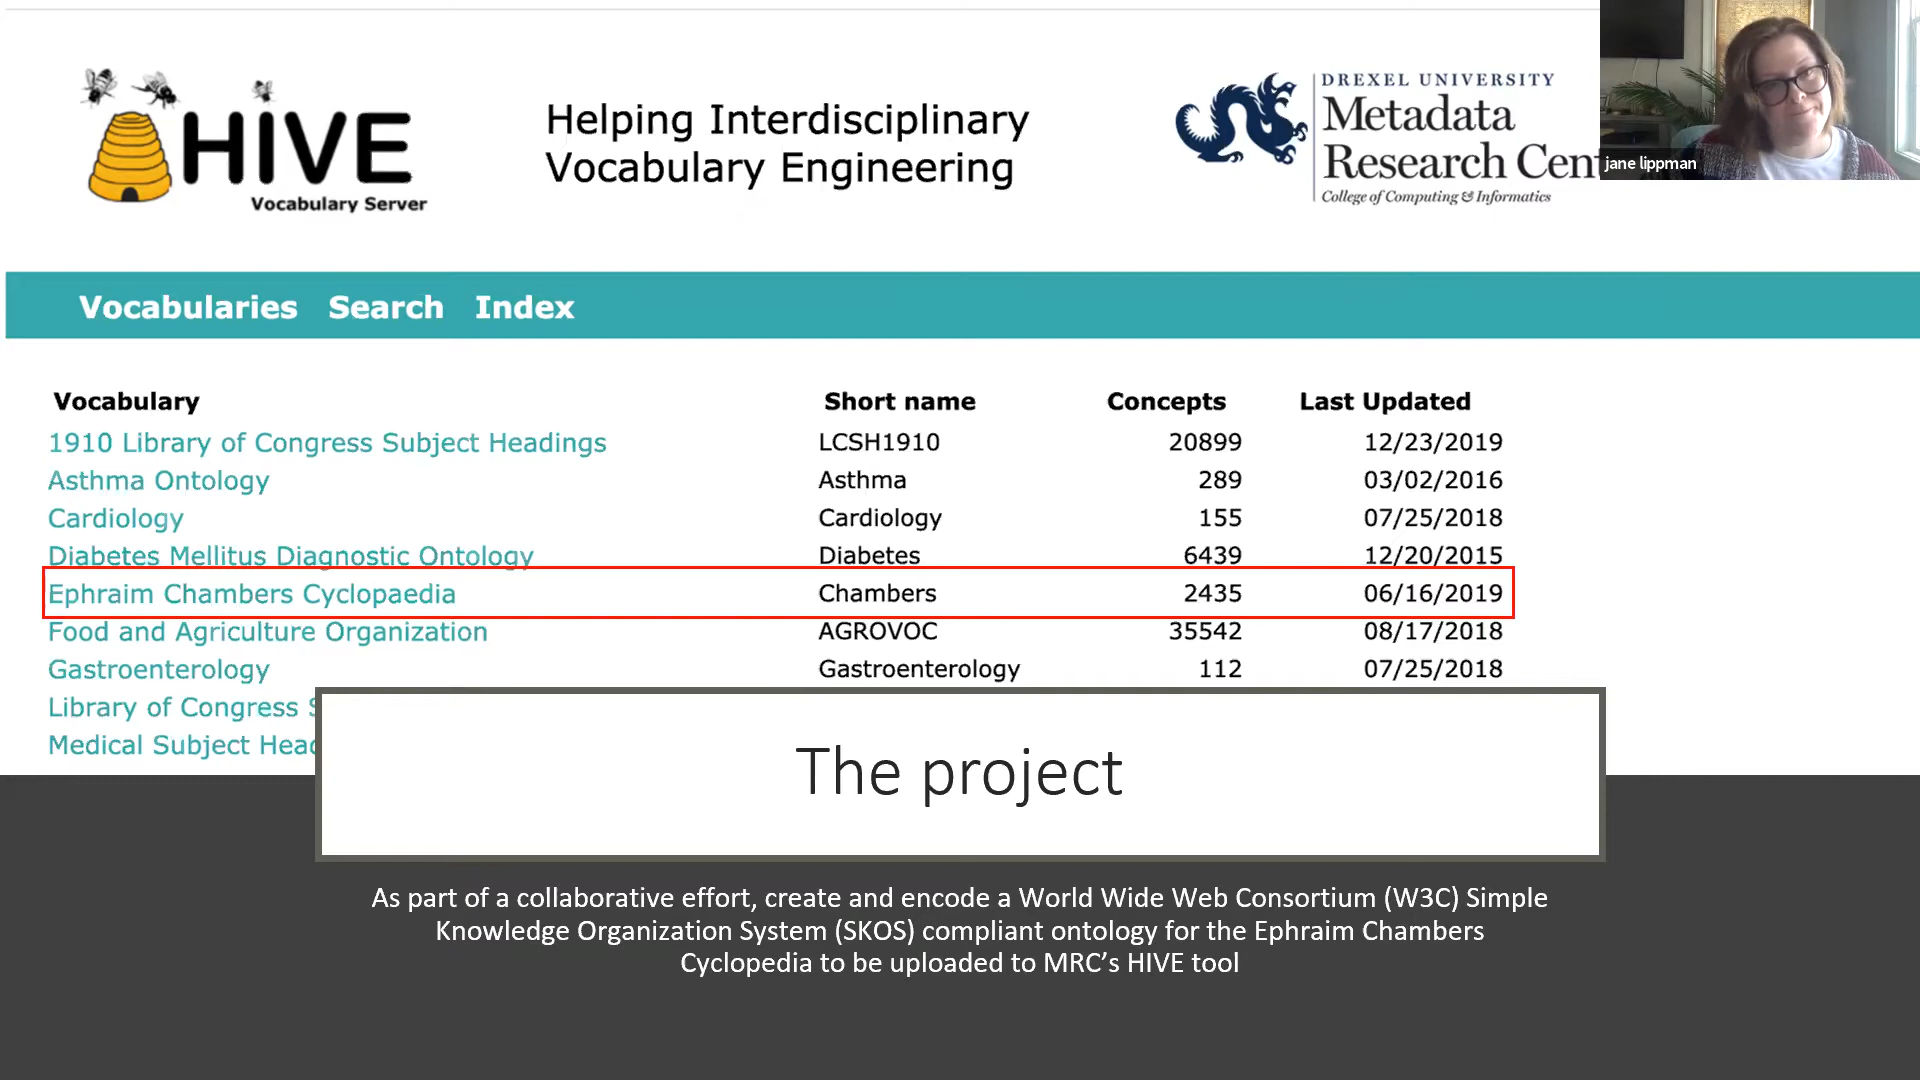 HIVE
Vocabulary Server
Helping Interdisciplinary
Vocabulary Engineering
DREXEL UNIVERSITY
Metadata
Research
College of Computing & Informatics
jane lippman
Vocabularies Search Index
Vocabulary Short name Concepts Last Updated
1910 Library of Congress Subject Headings LCSH1910 20899 12/23/2019
Asthma Ontology Asthma 289 03/02/2016
Cardiology Cardiology 155 07/25/2018
Diabetes Mellitus Diagnostic Ontology Diabetes 6439 12/20/2015
Ephraim Chambers Cyclopaedia Chambers 2435 06/16/2019
Food and Agriculture Organization AGROVOC 35542 08/17/2018
Gastroenterology Gastroenterology 112 07/25/2018
Library of Congress
Medical Subject
The project
As part of a collaborative effort, create and encode a World Wide Web Consortium (W3C) Simple
Knowledge Organization System (SKOS) compliant ontology for the Ephraim Chambers
Cyclopedia to be uploaded to MRC's HIVE tool